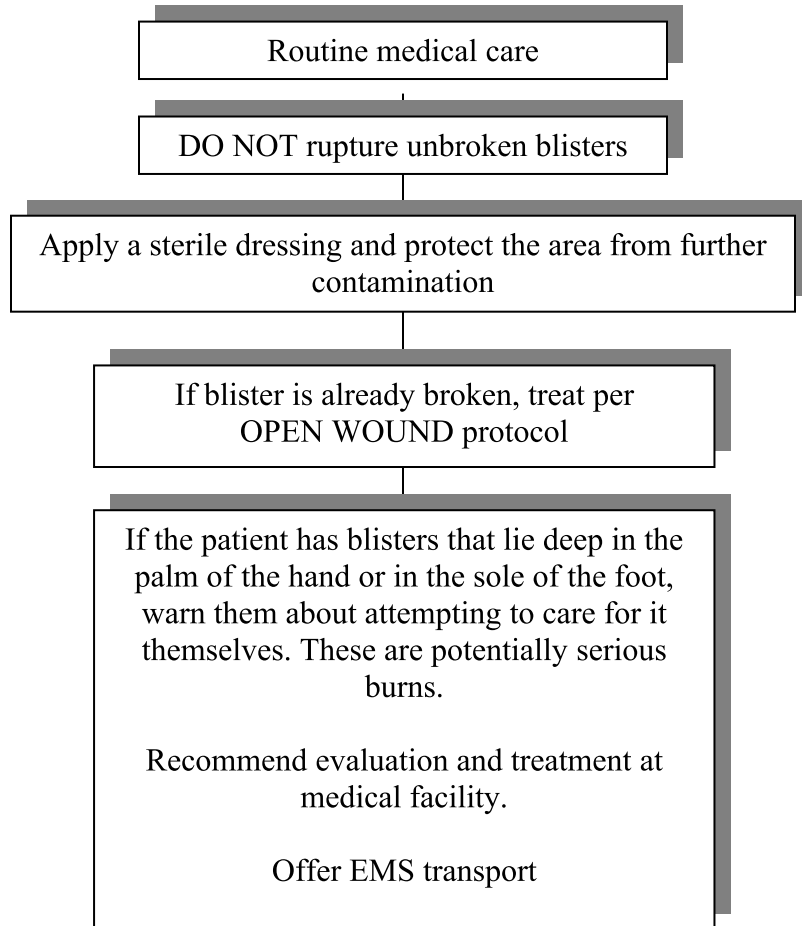 Routine medical care
DO NOT rupture unbroken blisters
Apply a sterile dressing and protect the area from further
contamination
If blister is already broken, treat per
OPEN WOUND protocol
If the patient has blisters that lie deep in the
palm of the hand or in the sole of the foot,
warn them about attempting to care for it
themselves. These are potentially serious
burns.
Recommend evaluation and treatment at
medical facility.
Offer EMS transport